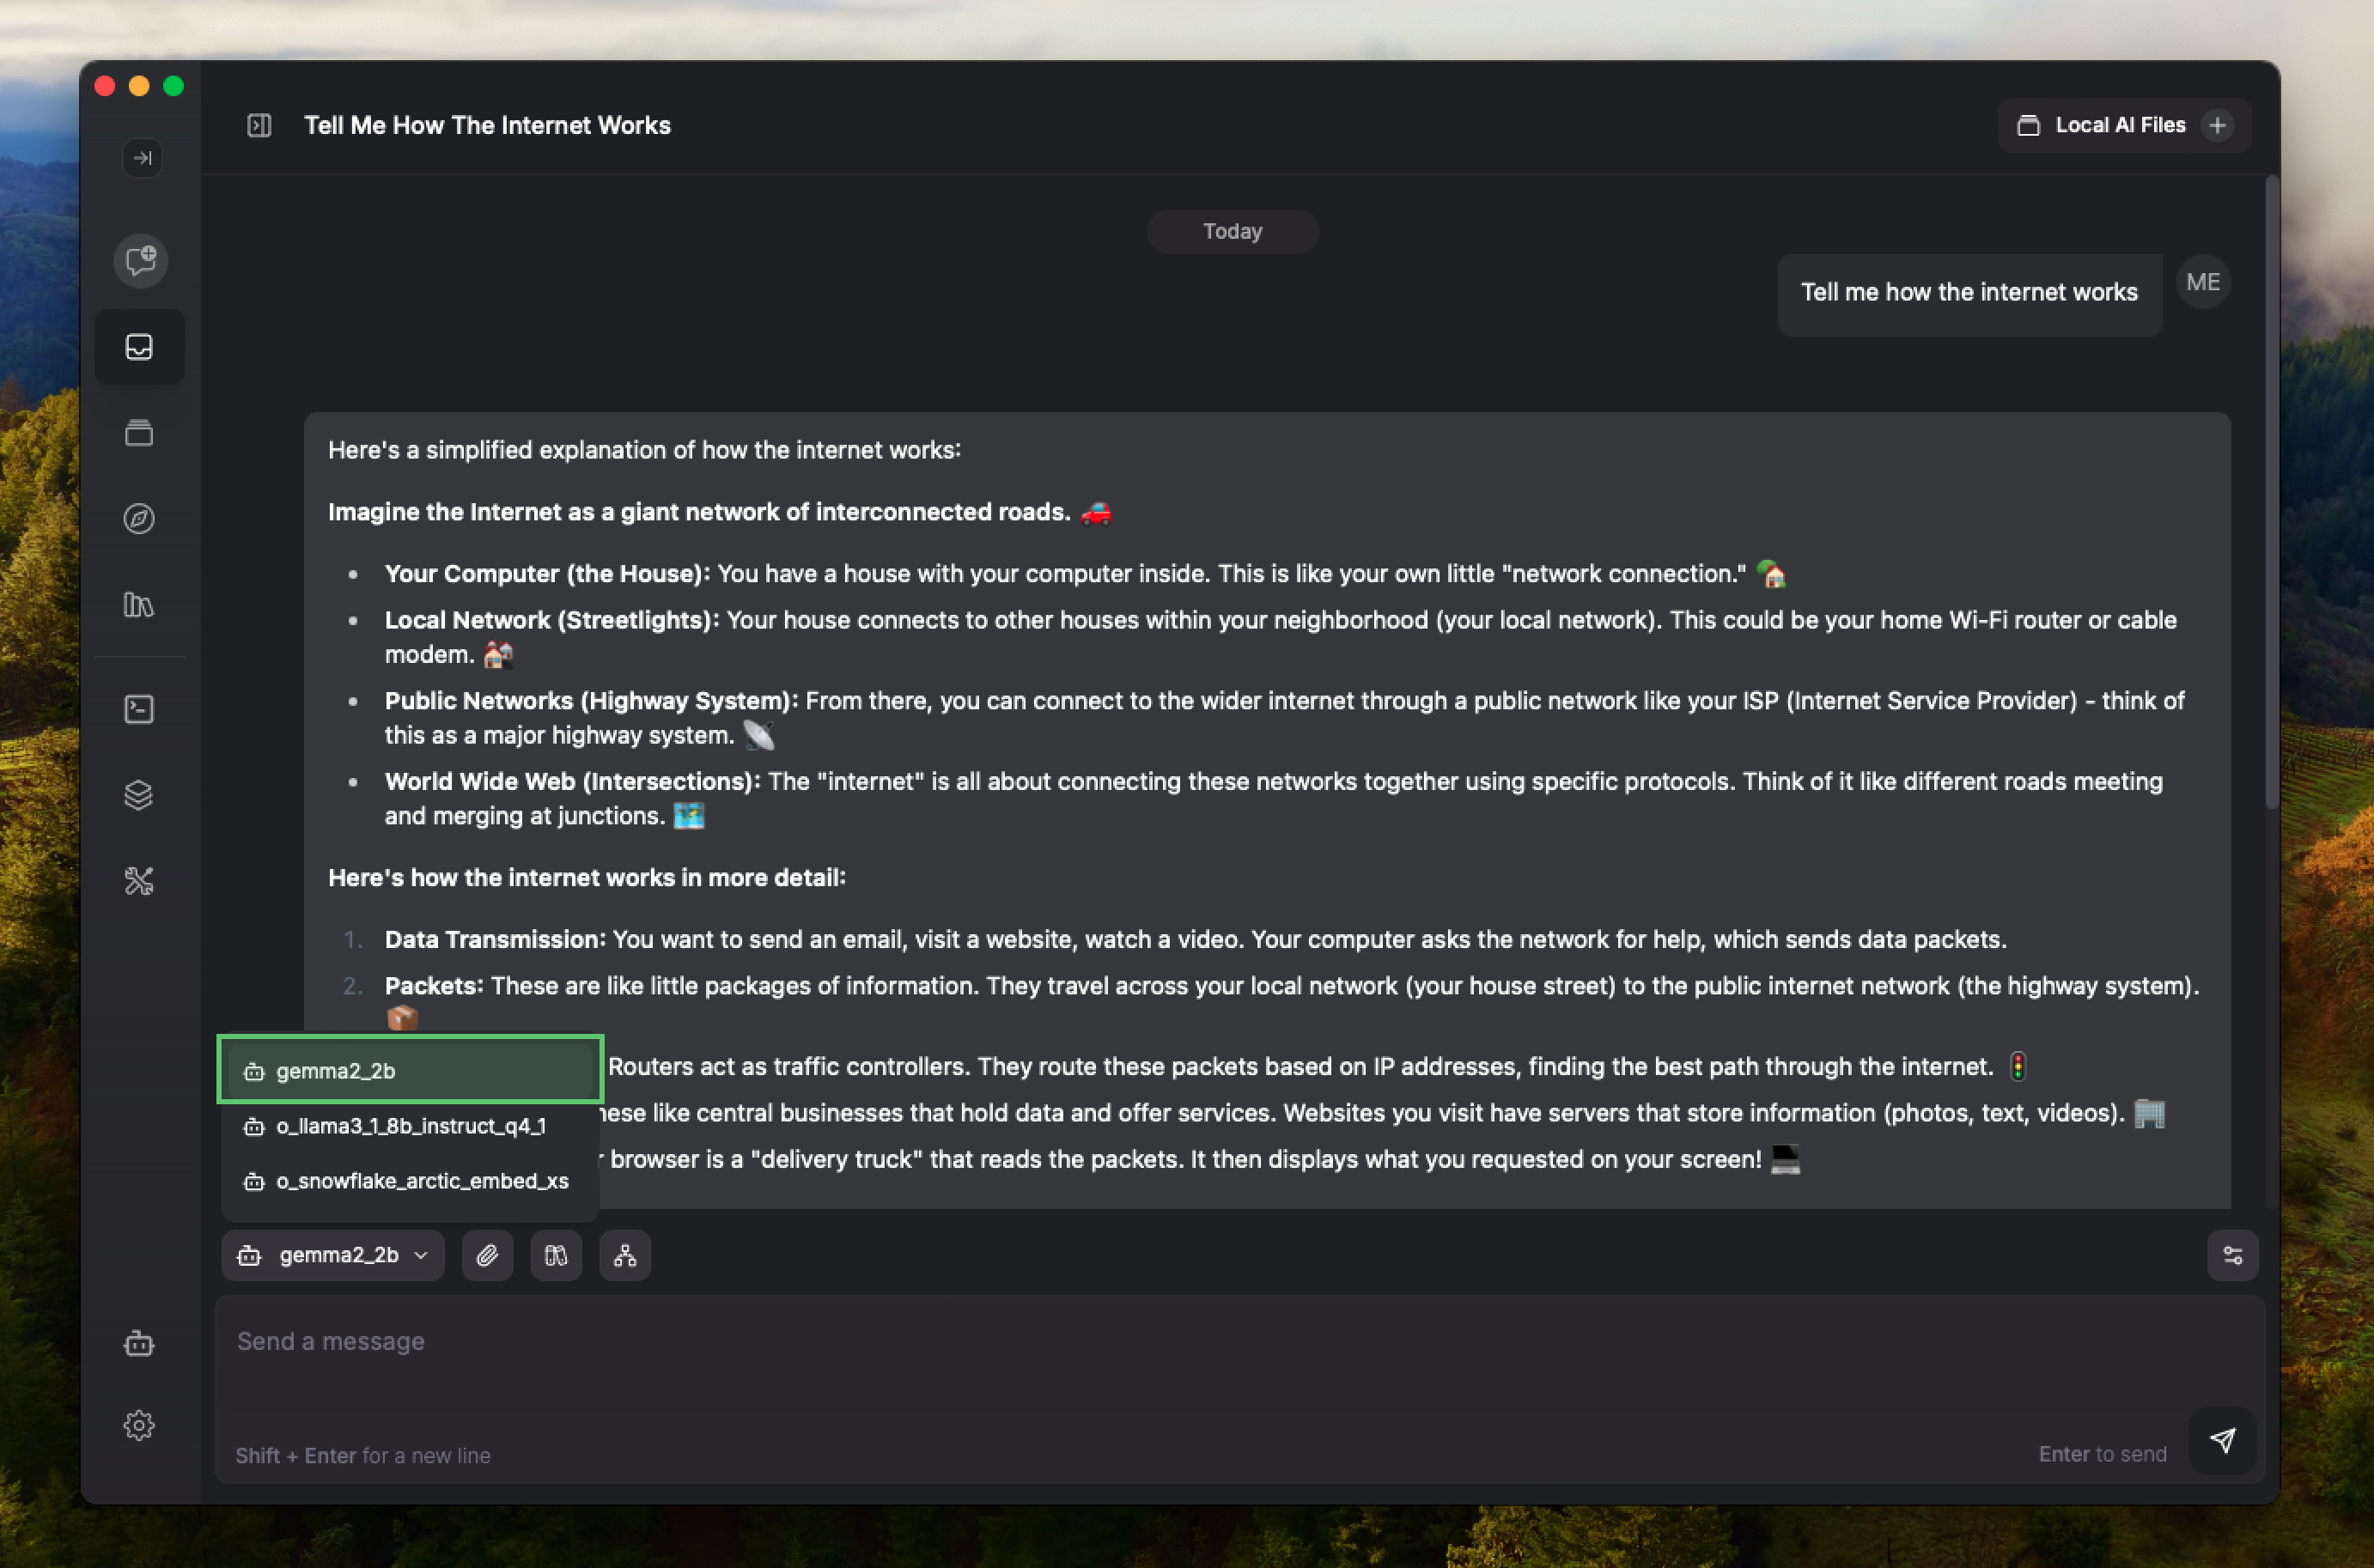 Tell Me How The Internet Works
Local AI Files
Today
Tell me how the internet works
ME
Here's a simplified explanation of how the internet works:
Imagine the Internet as a giant network of interconnected roads. 🚗
• Your Computer (the House): You have a house with your computer inside. This is like your own little "network connection." 🏡
• Local Network (Streetlights): Your house connects to other houses within your neighborhood (your local network). This could be your home Wi-Fi router or cable
modem. 🏘️
• Public Networks (Highway System): From there, you can connect to the wider internet through a public network like your ISP (Internet Service Provider) - think of
this as a major highway system. 📡
• World Wide Web (Intersections): The "internet" is all about connecting these networks together using specific protocols. Think of it like different roads meeting
and merging at junctions. 🗺️
Here's how the internet works in more detail:
1. Data Transmission: You want to send an email, visit a website, watch a video. Your computer asks the network for help, which sends data packets.
2. Packets: These are like little packages of information. They travel across your local network (your house street) to the public internet network (the highway system).
📦
Routers act as traffic controllers. They route these packets based on IP addresses, finding the best path through the internet. 🚦
like central businesses that hold data and offer services. Websites you visit have servers that store information (photos, text, videos). 🏢
browser is a "delivery truck" that reads the packets. It then displays what you requested on your screen! 💻
gemma2_2b
o_llama3_1_8b_instruct_q4_1
o_snowflake_arctic_embed_xs
gemma2_2b
Send a message
Shift + Enter for a new line
Enter to send